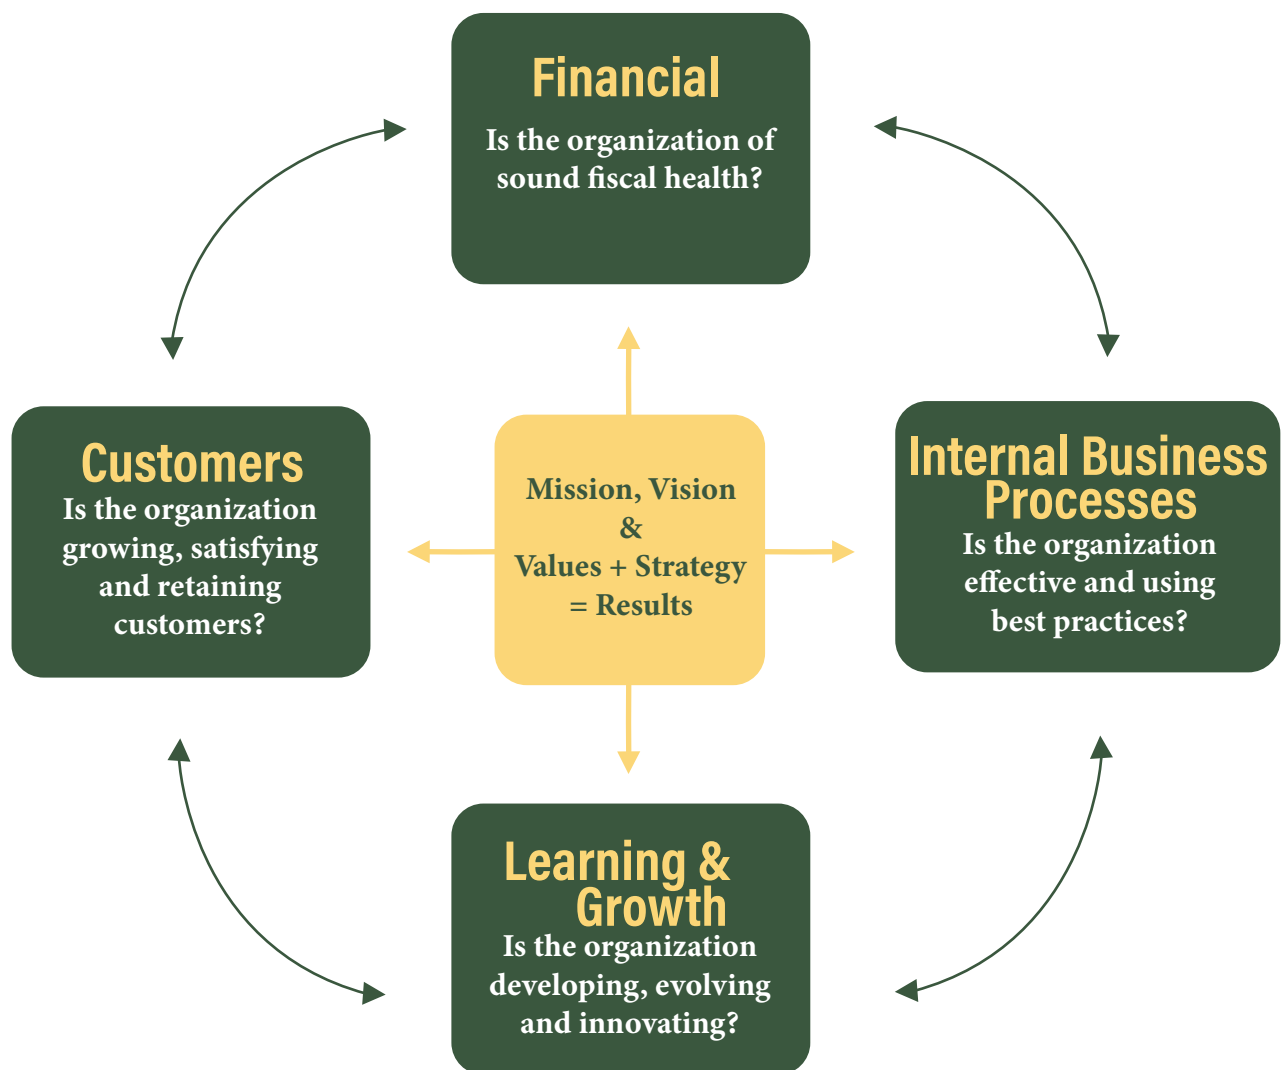 Financial
Is the organization of
sound fiscal health?
Customers
Is the organization
growing, satisfying
and retaining
customers?
Mission, Vision
&
Values + Strategy
= Results
Internal Business
Processes
Is the organization
effective and using
best practices?
Learning &
Growth
Is the organization
developing, evolving
and innovating?